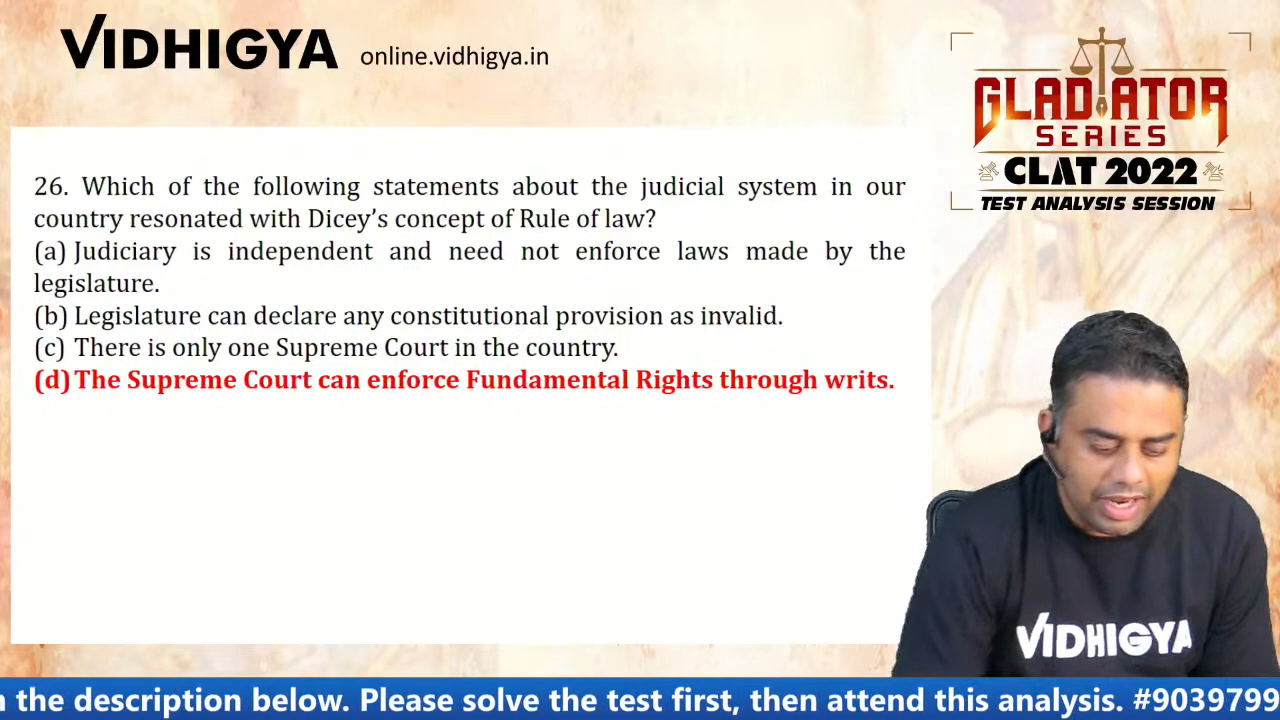 VIDHIGYA online.vidhigya.in
GLADIATOR
SERIES
CLAT 2022
TEST ANALYSIS SESSION
26. Which of the following statements about the judicial system in our
country resonated with Dicey’s concept of Rule of law?
(a) Judiciary is independent and need not enforce laws made by the
legislature.
(b) Legislature can declare any constitutional provision as invalid.
(c) There is only one Supreme Court in the country.
(d) The Supreme Court can enforce Fundamental Rights through writs.
VIDHIGYA
the description below. Please solve the test first, then attend this analysis. #9039799